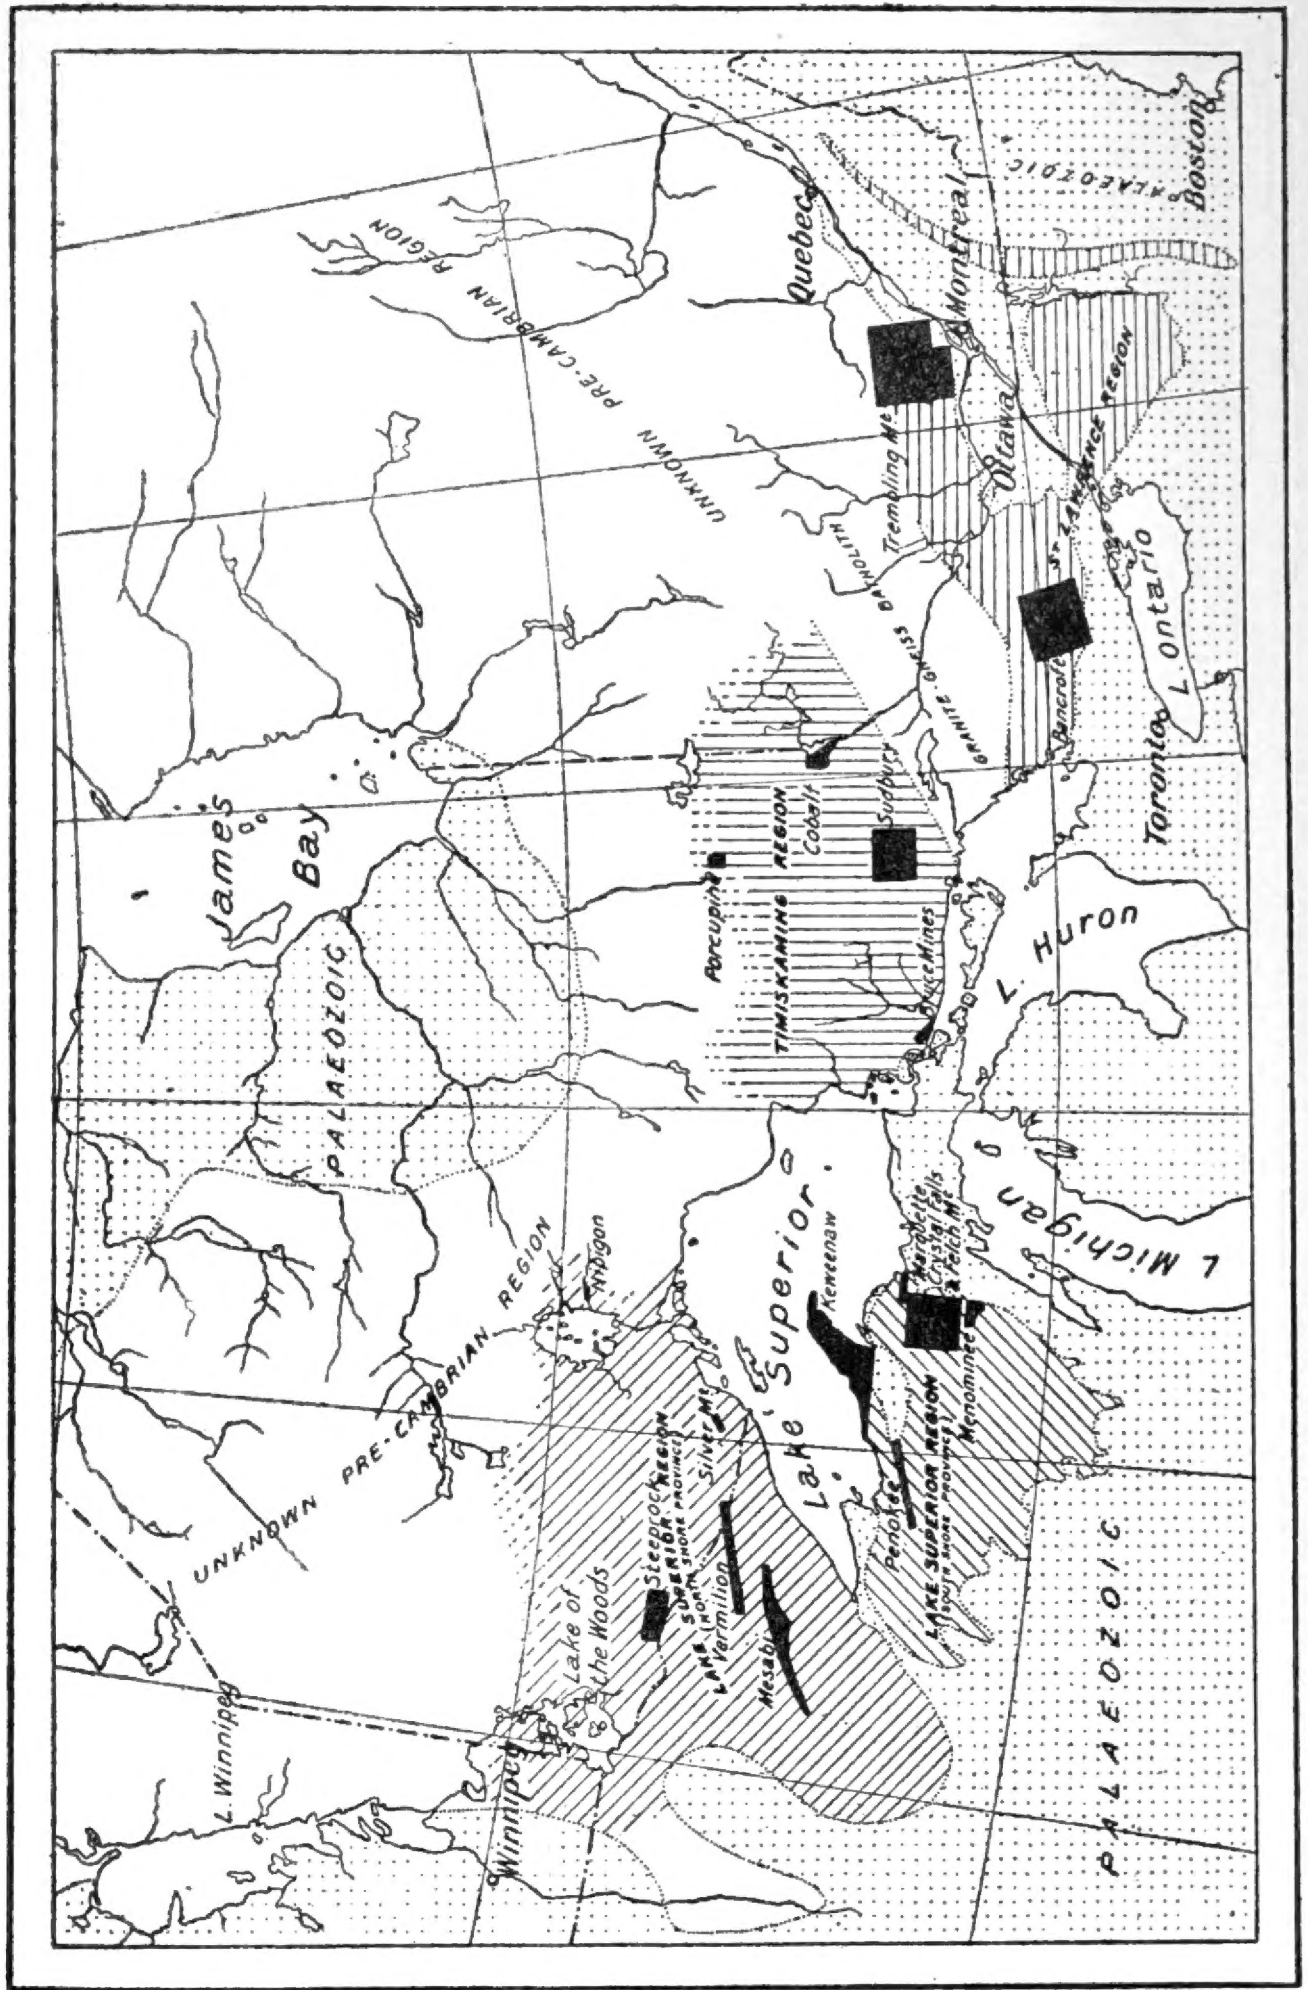 UNKNOWN PRE-CAMBRIAN REGION
PALAEOZOIC
James
Bay
UNKNOWN PRE-CAMBRIAN REGION
L. Winnipeg
Winnipeg
Lake of
the Woods
Nipigon
Steeprock
LAKE SUPERIOR REGION
(NORTH SHORE PROVINCE)
Silver Mt
Vermilion
Mesabi
Lake Superior
Keweenaw
Penokee
LAKE SUPERIOR REGION
(SOUTH SHORE PROVINCE)
Marquette
Crystal Falls
& Felch Mt
Menominee
L Michigan
PALAEOZOIC
Porcupine
TIMISKAMING REGION
Cobalt
Sudbury
Bruce Mines
L. Huron
GRANITE-GNEISS BATHOLITH
Trembling Mt
Quebec
Montreal
Ottawa
ST LAWRENCE REGION
Bancroft
Toronto
L Ontario
PALAEOZOIC
Boston